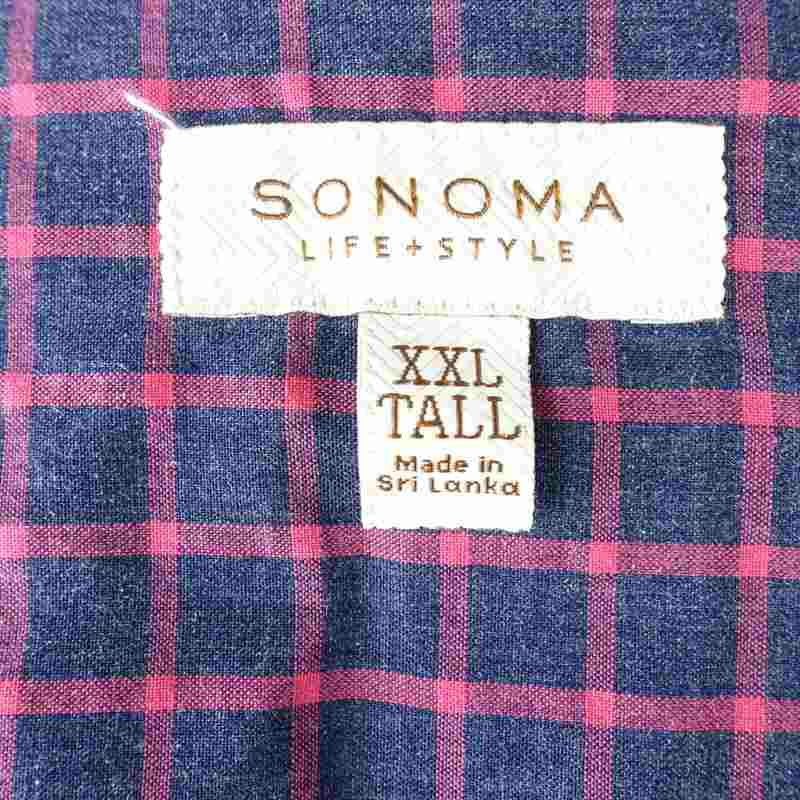 SONOMA
LIFE+STYLE
XXL
TALL
Made in
Sri Lanka